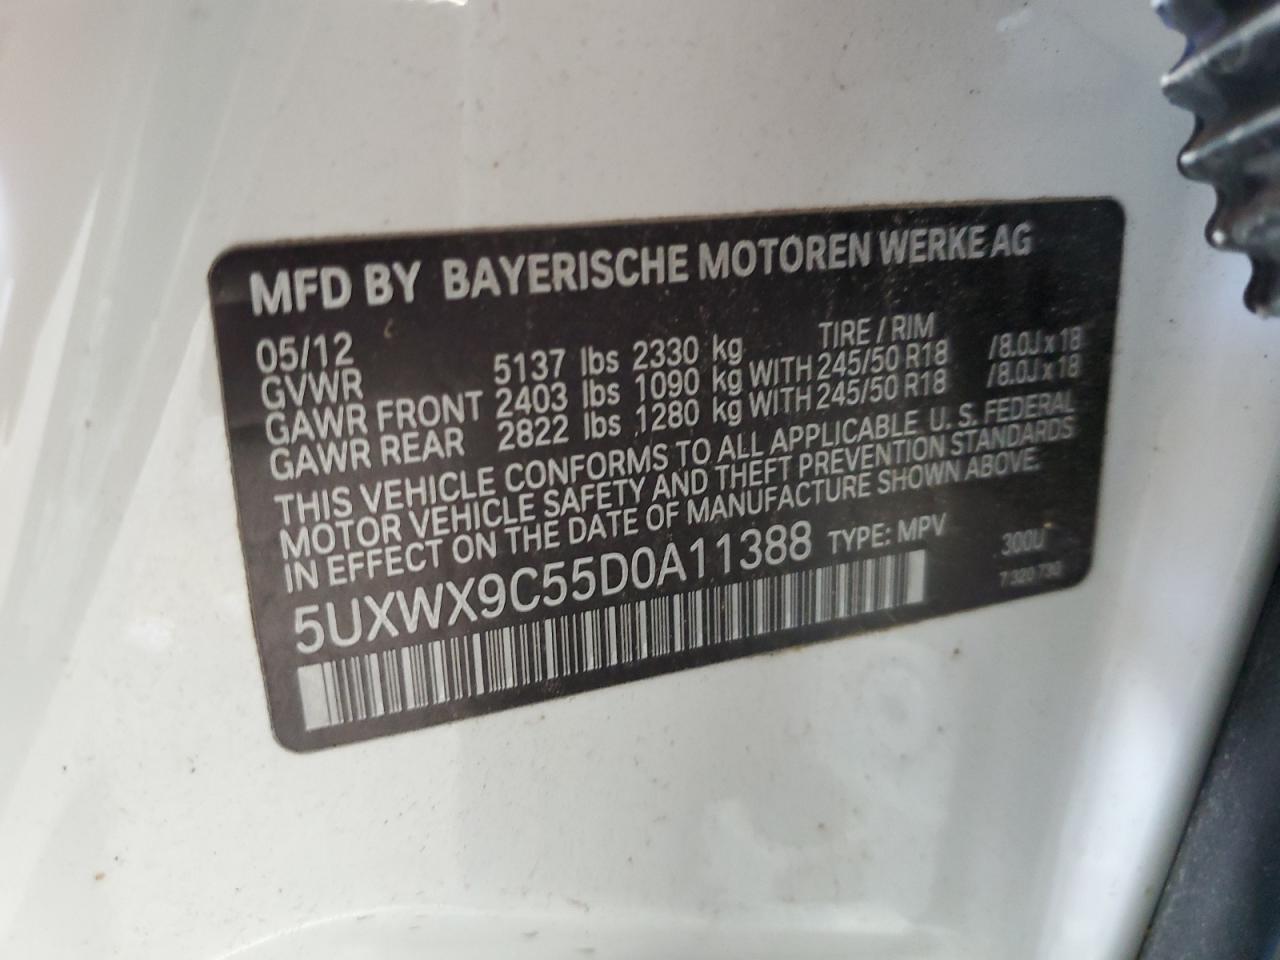 MFD BY BAYERISCHE MOTOREN WERKE AG
05/12 TIRE / RIM
GVWR 5137 lbs 2330 kg
GAWR FRONT 2403 lbs 1090 kg WITH 245/50 R18 /8.0J x 18
GAWR REAR 2822 lbs 1280 kg WITH 245/50 R18 /8.0J x 18
THIS VEHICLE CONFORMS TO ALL APPLICABLE U. S. FEDERAL
MOTOR VEHICLE SAFETY AND THEFT PREVENTION STANDARDS
IN EFFECT ON THE DATE OF MANUFACTURE SHOWN ABOVE.
5UXWX9C55D0A11388 TYPE: MPV 300U
7 320 730